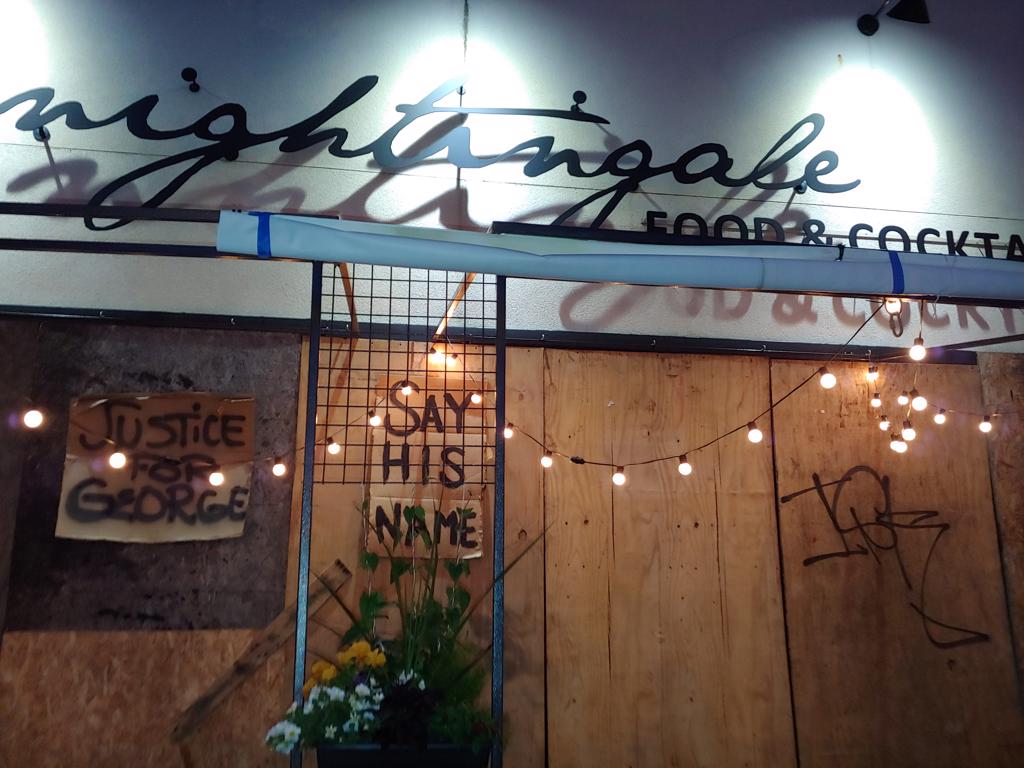 nightingale
FOOD & COCKTA
JUSTICE
FOR
GEORGE
SAY
HIS
NAME